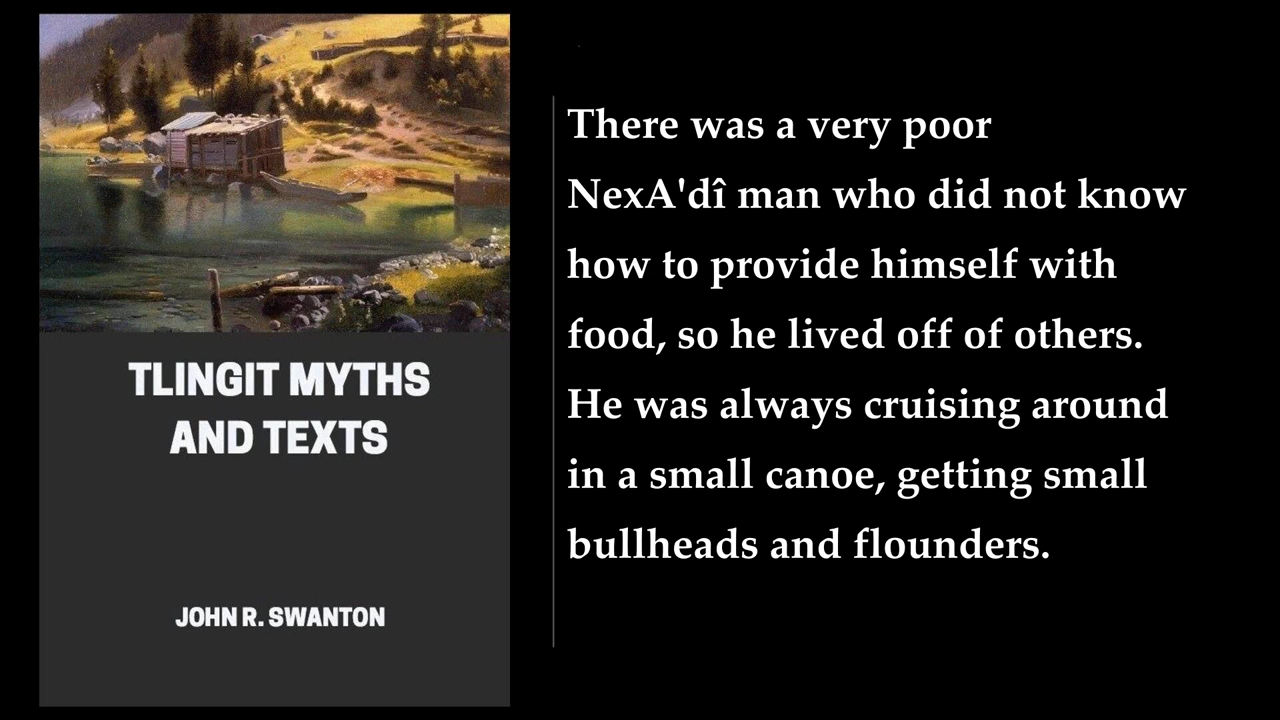 TLINGIT MYTHS
AND TEXTS
JOHN R. SWANTON
There was a very poor
NexA'dî man who did not know
how to provide himself with
food, so he lived off of others.
He was always cruising around
in a small canoe, getting small
bullheads and flounders.